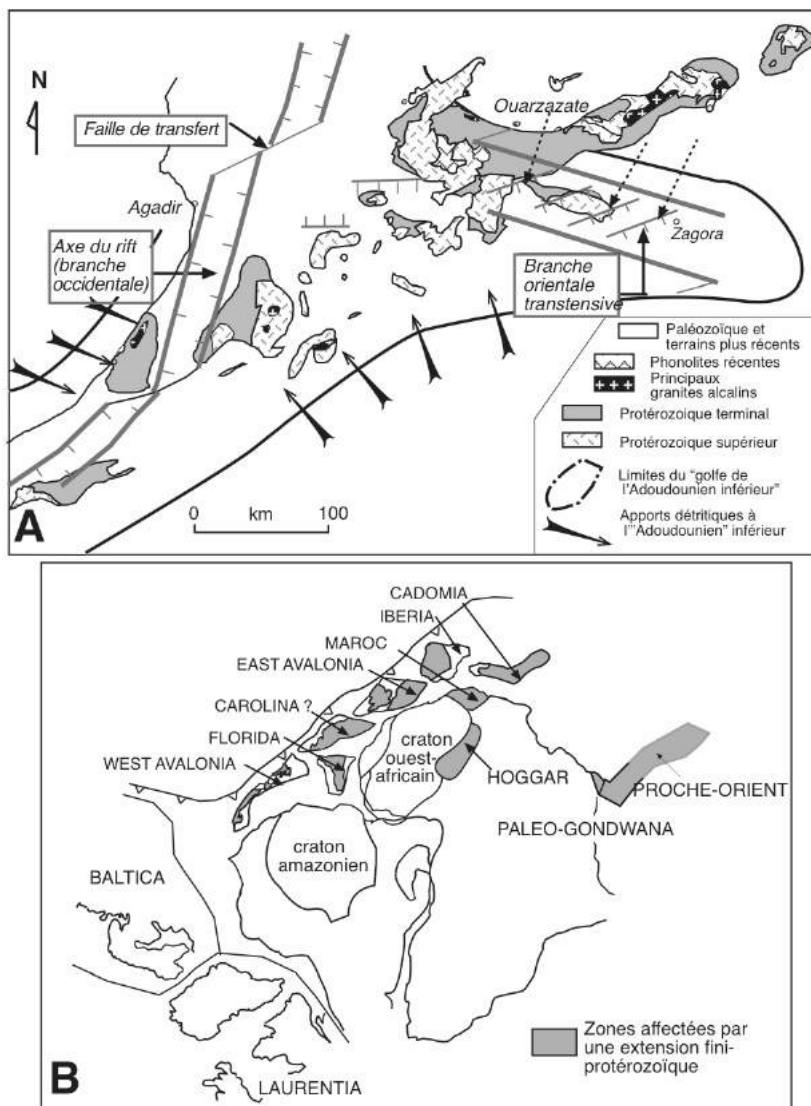 N
Faille de transfert
Ouarzazate
Agadir
Zagora
Axe du rift
(branche
occidentale)
Branche
orientale
transtensive
Paléozoïque et
terrains plus récents
Phonolites récentes
Principaux
granites alcalins
Protérozoique terminal
Protérozoique supérieur
Limites du "golfe de
l'Adoudounien inférieur"
Apports détritiques à
l'"Adoudounien" inférieur
0 100
km
A
CADOMIA
IBERIA
MAROC
EAST AVALONIA
CAROLINA ?
FLORIDA
WEST AVALONIA
craton
ouest-
africain
HOGGAR
PROCHE-ORIENT
PALEO-GONDWANA
craton
amazonien
BALTICA
LAURENTIA
Zones affectées par
une extension fini-
protérozoïque
B